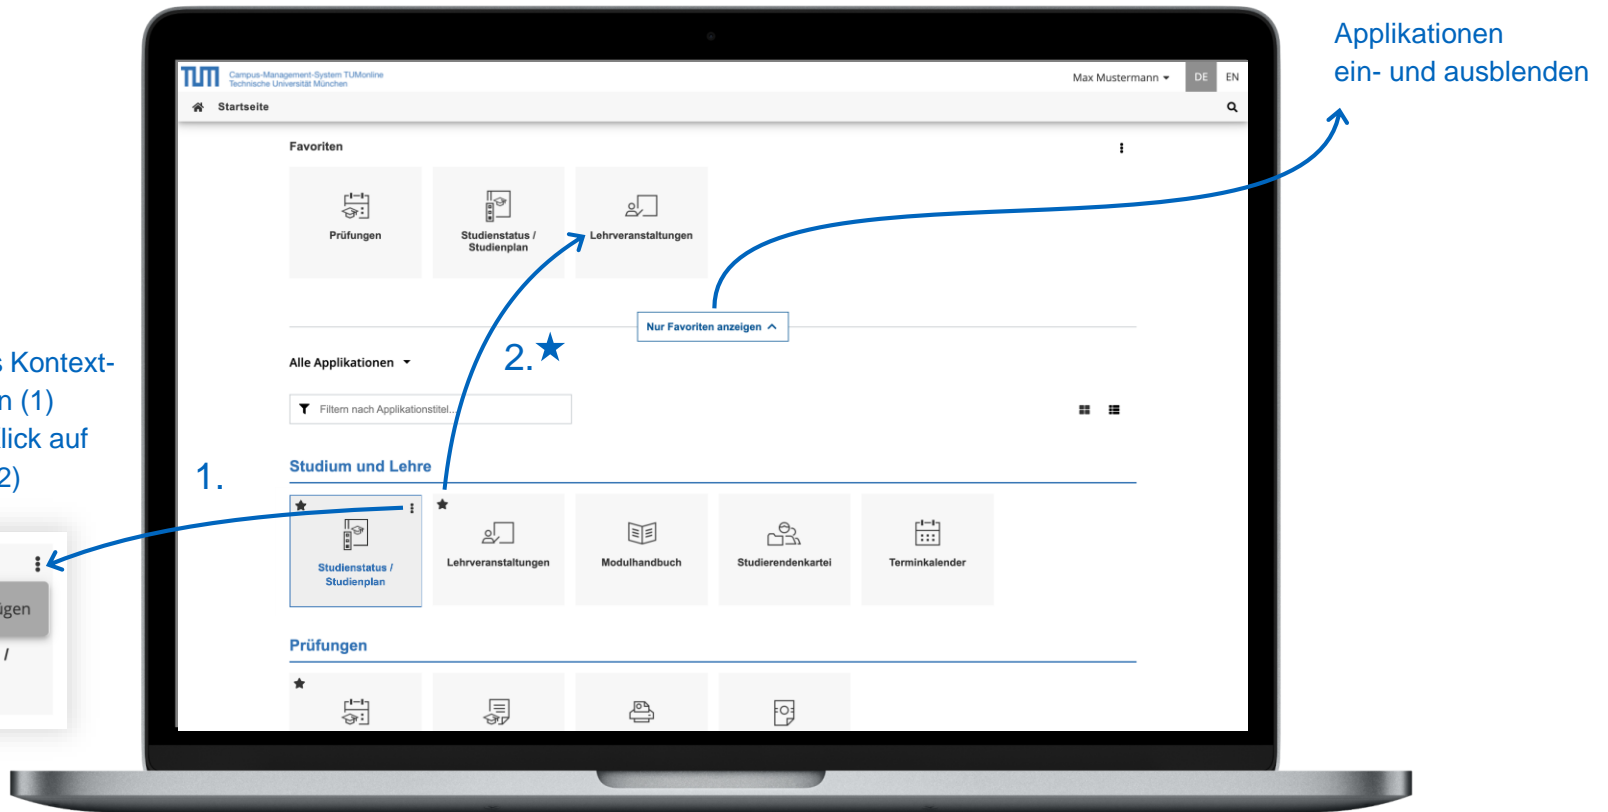 Applikationen
ein- und ausblenden
TUM
Campus-Management-System TUMonline
Technische Universität München
Max Mustermann
DE
EN
Startseite
Favoriten
Prüfungen
Studienstatus /
Studienplan
Lehrveranstaltungen
Nur Favoriten anzeigen
Alle Applikationen
2.
Filtern nach Applikationstitel...
s Kontext-
n (1)
lick auf
2)
1.
Studium und Lehre
Studienstatus /
Studienplan
Lehrveranstaltungen
Modulhandbuch
Studierendenkartei
Terminkalender
gen
/
Prüfungen